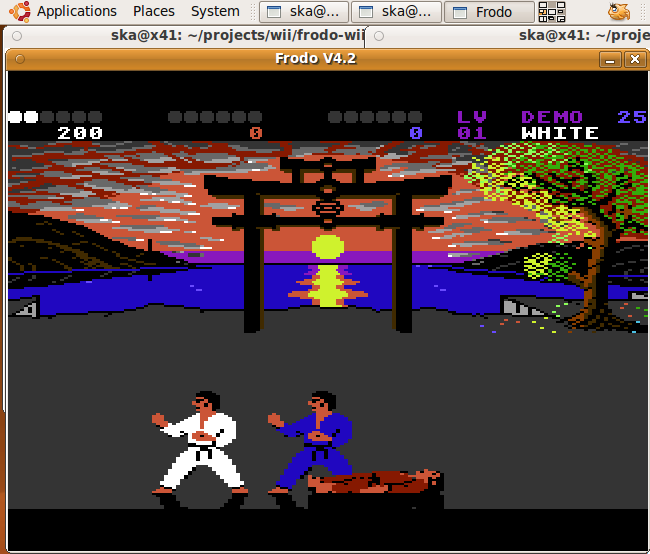 Applications Places System ska@... ska@... Frodo
ska@x41: ~/projects/wii/frodo-wii ska@x41: ~/proje
Frodo V4.2
LV DEMO 25
200 0 0 01 WHITE